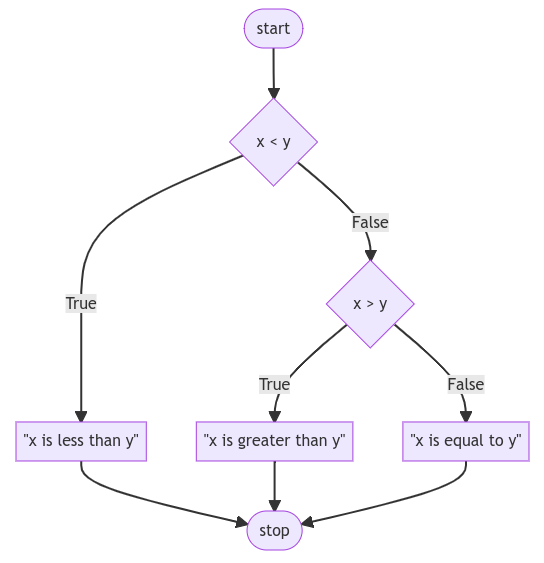 start
x < y
False
True
x > y
True
False
"x is less than y"
"x is greater than y"
"x is equal to y"
stop